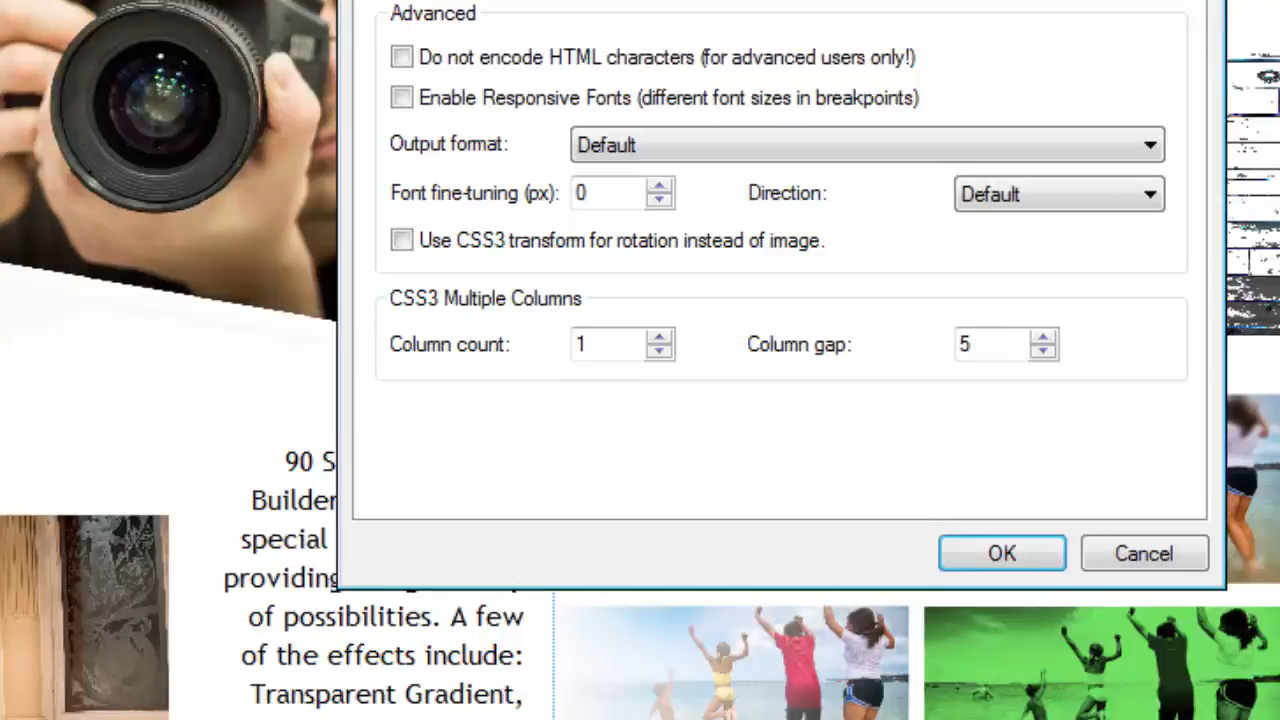 Advanced
Do not encode HTML characters (for advanced users only!)
Enable Responsive Fonts (different font sizes in breakpoints)
Output format: Default
Font fine-tuning (px): 0 Direction: Default
Use CSS3 transform for rotation instead of image.
CSS3 Multiple Columns
Column count: 1 Column gap: 5
OK Cancel
90
Builder
special
providing
of possibilities. A few
of the effects include:
Transparent Gradient,